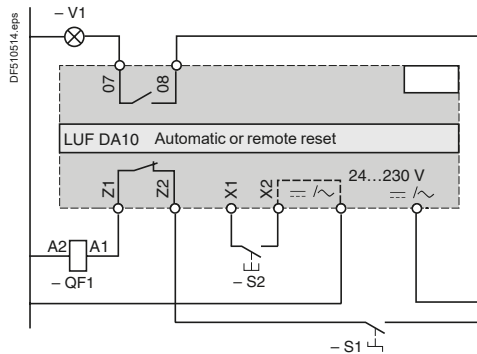 DF510514.eps
– V1
07 08
LUF DA10 Automatic or remote reset
24…230 V
Z1 Z2 X1 X2 /~ /~
A2 A1
– QF1
– S2
– S1